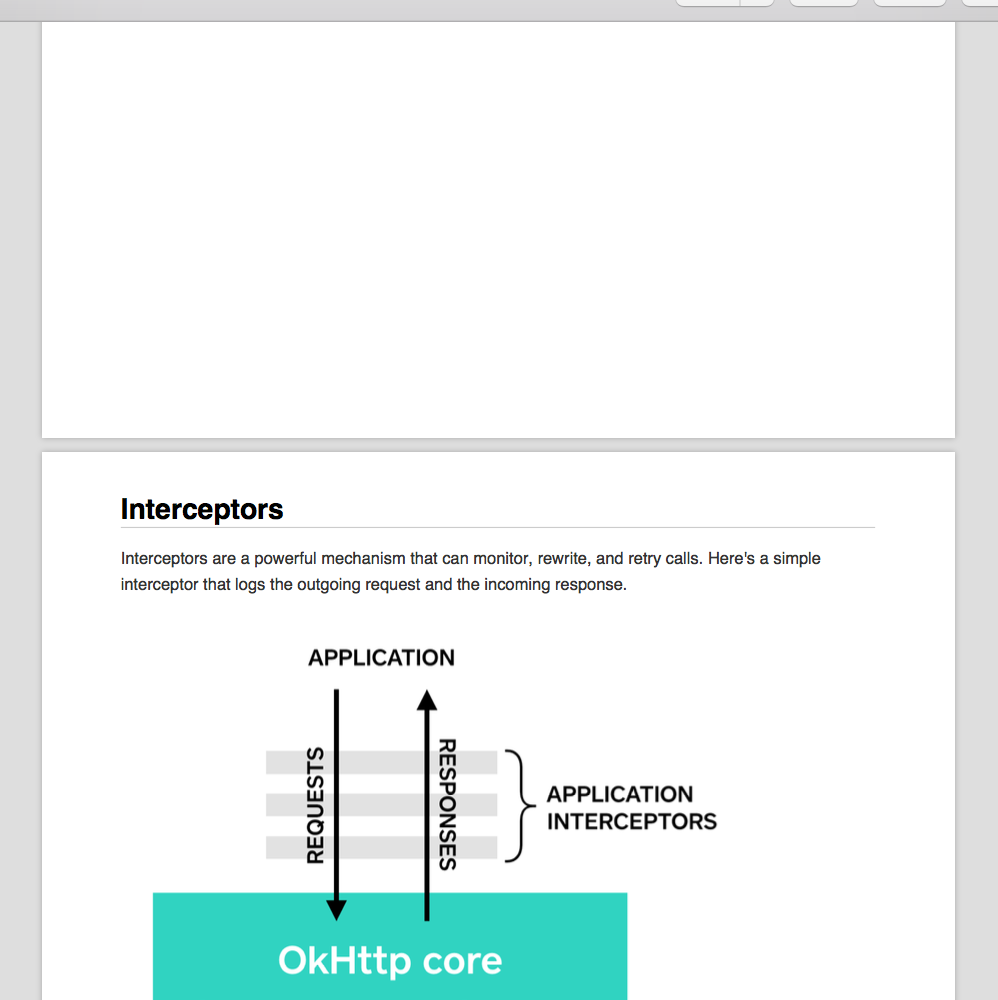 Interceptors
Interceptors are a powerful mechanism that can monitor, rewrite, and retry calls. Here's a simple
interceptor that logs the outgoing request and the incoming response.
APPLICATION
REQUESTS
RESPONSES
APPLICATION
INTERCEPTORS
OkHttp core